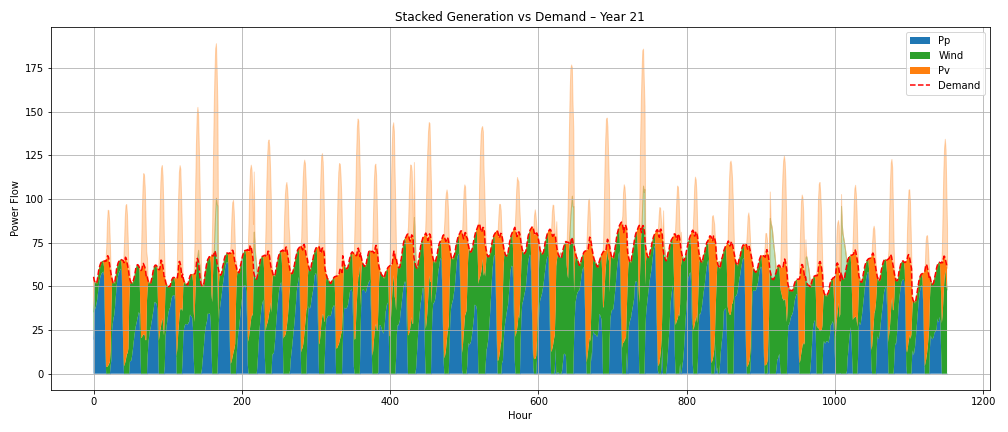 Stacked Generation vs Demand – Year 21
Pp
Wind
Pv
Demand
Power Flow
175
150
125
100
75
50
25
0
0 200 400 600 800 1000 1200
Hour